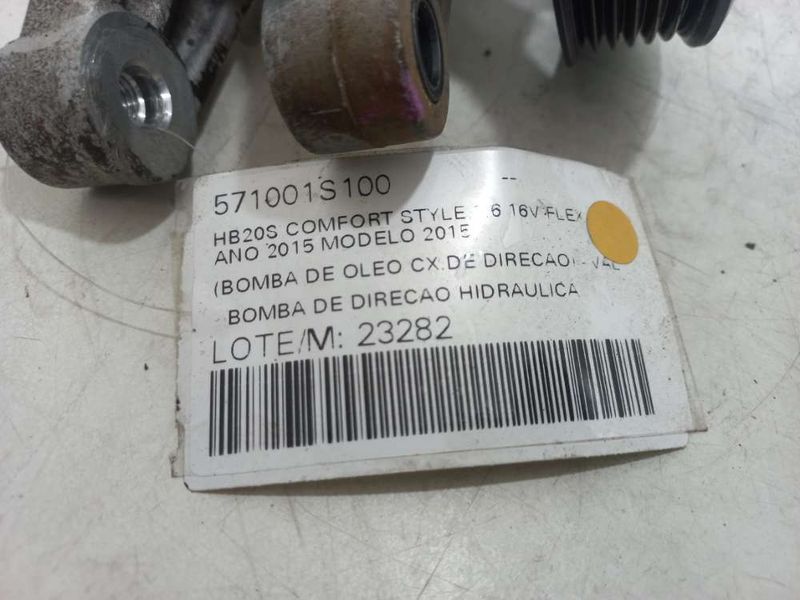 571001S100 --
HB20S COMFORT STYLE 1.6 16V FLEX
ANO 2015 MODELO 2015
(BOMBA DE OLEO CX.DE DIRECAO) - VAL
BOMBA DE DIRECAO HIDRAULICA
LOTE/M: 23282